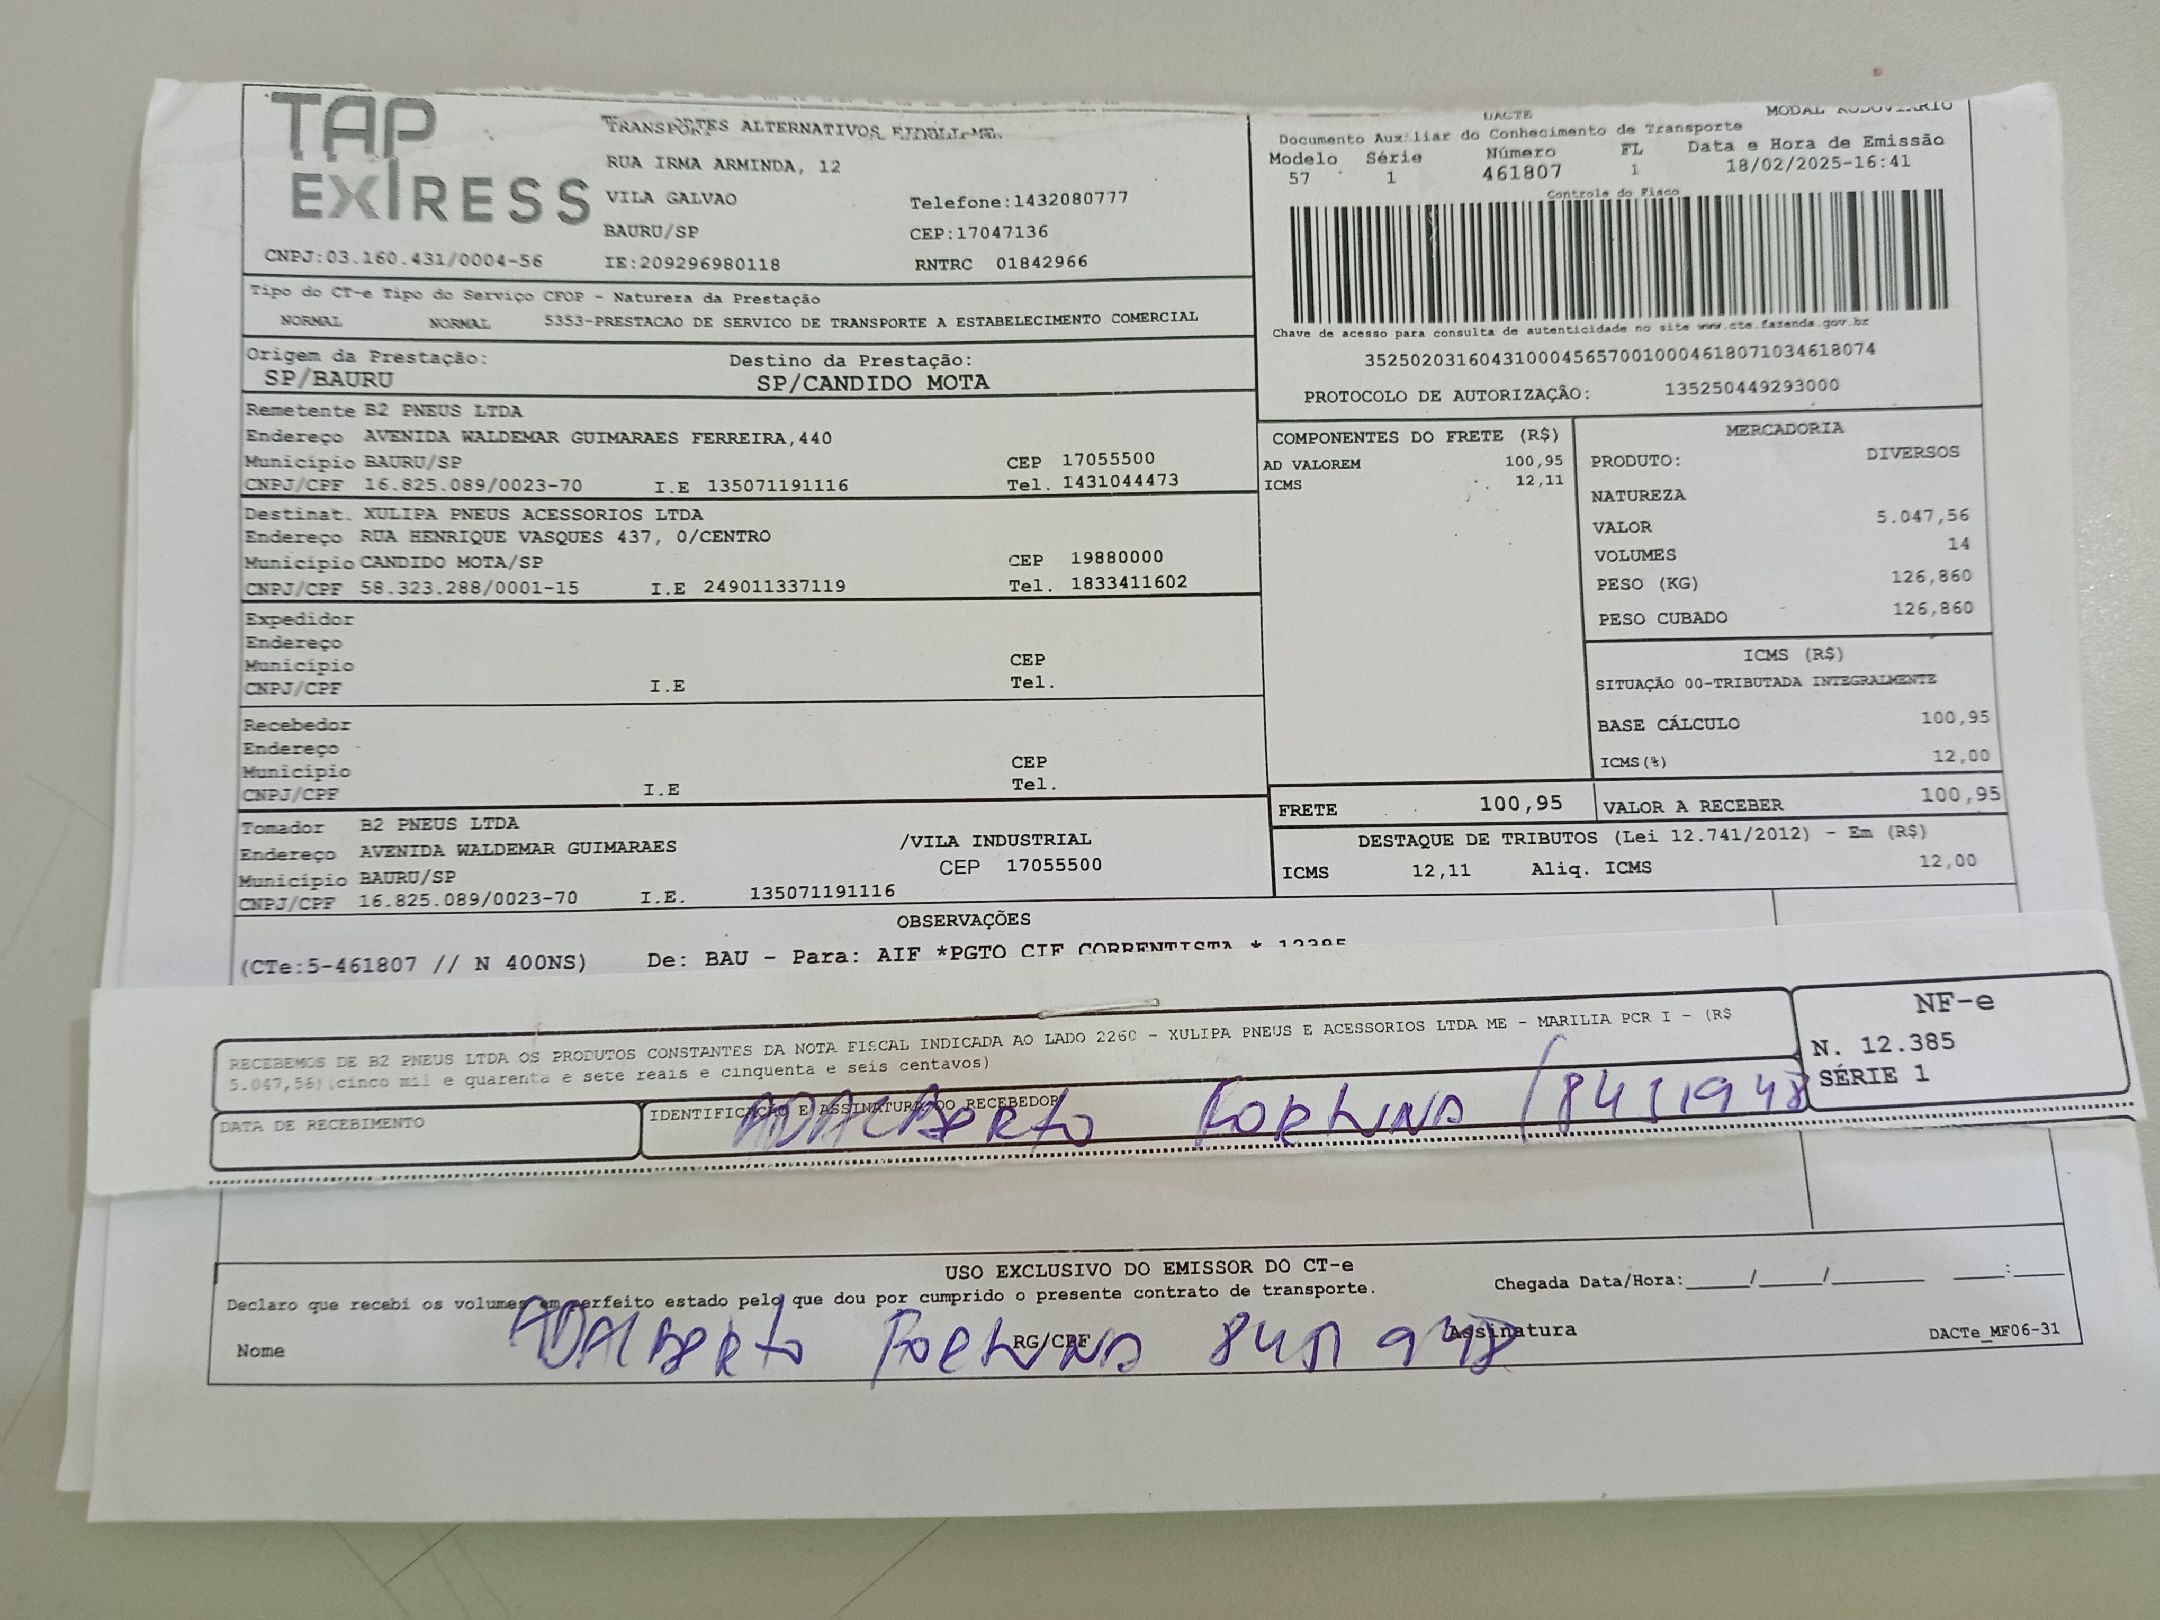 TAP
EXPRESS
TRANSPORTES ALTERNATIVOS
RUA IRMA ARMINDA, 12
VILA GALVAO Telefone:1432080777
BAURU/SP CEP:17047136
CNPJ:03.160.431/0004-56 IE:209296980118 RNTRC 01842966
DACTE MODAL RODOVIARIO
Documento Auxiliar do Conhecimento de Transporte
Modelo Série Número FL Data e Hora de Emissão
57 1 461807 1 18/02/2025-16:41
Controle do Fisco
Chave de acesso para consulta de autenticidade no site www.cte.fazenda.gov.br
35250203160431000456570010004618071034618074
PROTOCOLO DE AUTORIZAÇÂO: 135250449293000
Tipo do CT-e Tipo do Serviço CFOP - Natureza da Prestação
NORMAL NORMAL 5353-PRESTACAO DE SERVICO DE TRANSPORTE A ESTABELECIMENTO COMERCIAL
Origem da Prestação: Destino da Prestação:
SP/BAURU SP/CANDIDO MOTA
Remetente B2 PNEUS LTDA
Endereço AVENIDA WALDEMAR GUIMARAES FERREIRA,440
Município BAURU/SP CEP 17055500
CNPJ/CPF 16.825.089/0023-70 I.E 135071191116 Tel. 1431044473
Destinat. XULIPA PNEUS ACESSORIOS LTDA
Endereço RUA HENRIQUE VASQUES 437, 0/CENTRO
Município CANDIDO MOTA/SP CEP 19880000
CNPJ/CPF 58.323.288/0001-15 I.E 249011337119 Tel. 1833411602
Expedidor
Endereço
Município CEP
CNPJ/CPF I.E Tel.
Recebedor
Endereço
Município CEP
CNPJ/CPF I.E Tel.
Tomador B2 PNEUS LTDA
Endereço AVENIDA WALDEMAR GUIMARAES /VILA INDUSTRIAL
Município BAURU/SP CEP 17055500
CNPJ/CPF 16.825.089/0023-70 I.E. 135071191116
COMPONENTES DO FRETE (R$)
AD VALOREM 100,95
ICMS 12,11
MERCADORIA
PRODUTO: DIVERSOS
NATUREZA
VALOR 5.047,56
VOLUMES 14
PESO (KG) 126,860
PESO CUBADO 126,860
ICMS (R$)
SITUAÇÃO 00-TRIBUTADA INTEGRALMENTE
BASE CÁLCULO 100,95
ICMS(%) 12,00
FRETE 100,95 VALOR A RECEBER 100,95
DESTAQUE DE TRIBUTOS (Lei 12.741/2012) - Em (R$)
ICMS 12,11 Aliq. ICMS 12,00
OBSERVAÇÕES
(CTe:5-461807 // N 400NS) De: BAU - Para: AIF *PGTO CIF CORRENTISTA * 12385
RECEBEMOS DE B2 PNEUS LTDA OS PRODUTOS CONSTANTES DA NOTA FISCAL INDICADA AO LADO 2260 - XULIPA PNEUS E ACESSORIOS LTDA ME - MARILIA PCR I - (R$
5.047,56) (cinco mil e quarenta e sete reais e cinquenta e seis centavos)
NF-e
N. 12.385
SÉRIE 1
DATA DE RECEBIMENTO IDENTIFICAÇÃO E ASSINATURA DO RECEBEDOR
ADALBERTO FORTUNA / 8451948
USO EXCLUSIVO DO EMISSOR DO CT-e
Declaro que recebi os volumes em perfeito estado pelo que dou por cumprido o presente contrato de transporte. Chegada Data/Hora:_____/_____/_______ ____:____
Nome RG/CPF Assinatura DACTe_MF06-31
ADALBERTO FORTUNA 8451948